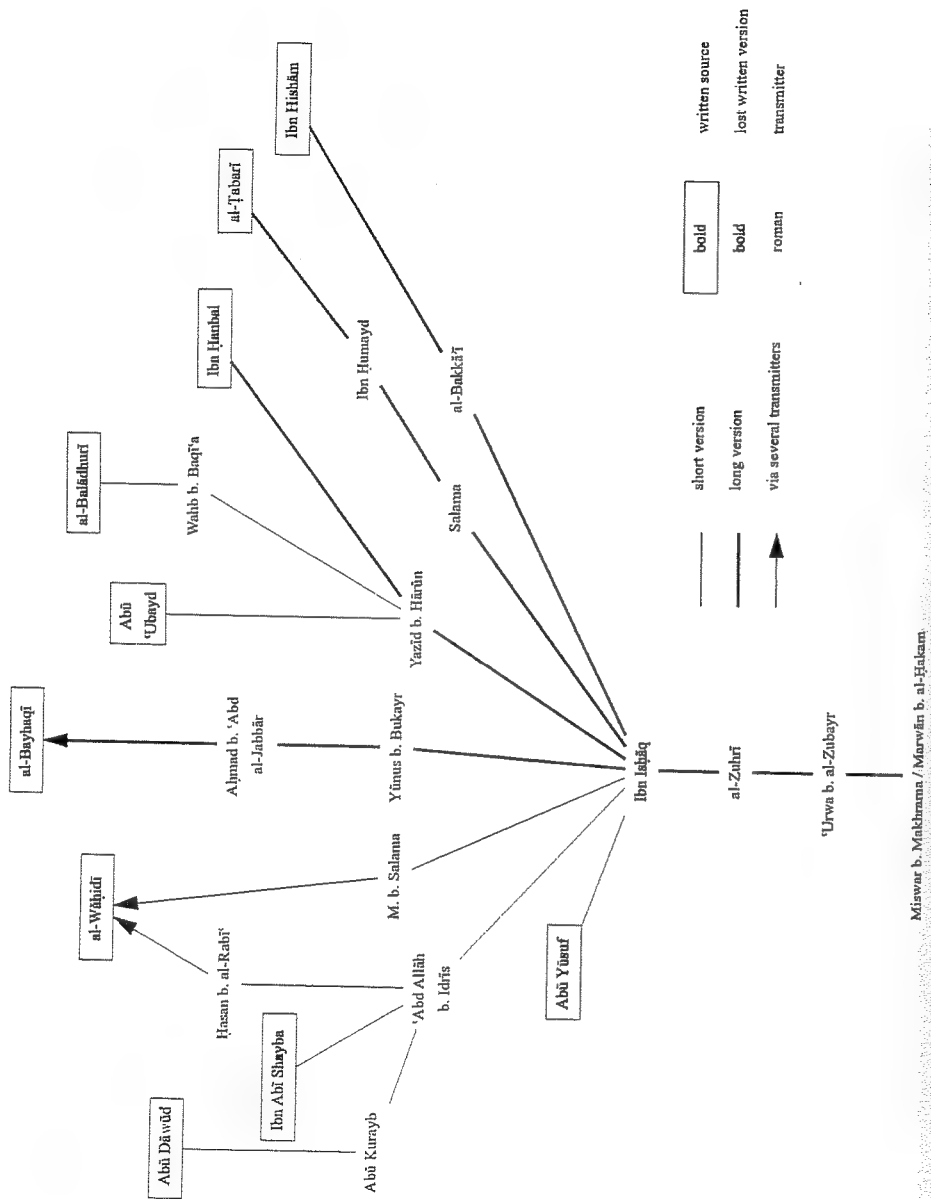 al-Bayhaqī
al-Wāḥidī
al-Balādhurī
Abū
ʿUbayd
Abū Dāwūd
Ibn Abī Shayba
Ibn Ḥanbal
al-Ṭabarī
Ibn Hishām
Ḥasan b. al-Rabīʿ
Aḥmad b. ʿAbd
al-Jabbār
Wahb b. Baqīʿa
Abū Kurayb
ʿAbd Allāh
b. Idrīs
M. b. Salama
Yūnus b. Bukayr
Yazīd b. Hārūn
Ibn Ḥumayd
Salama
al-Bakkāʾī
Abū Yūsuf
Ibn Isḥāq
al-Zuhrī
ʿUrwa b. al-Zubayr
Miswar b. Makhrama / Marwān b. al-Ḥakam
short version
long version
via several transmitters
bold written source
bold lost written version
roman transmitter